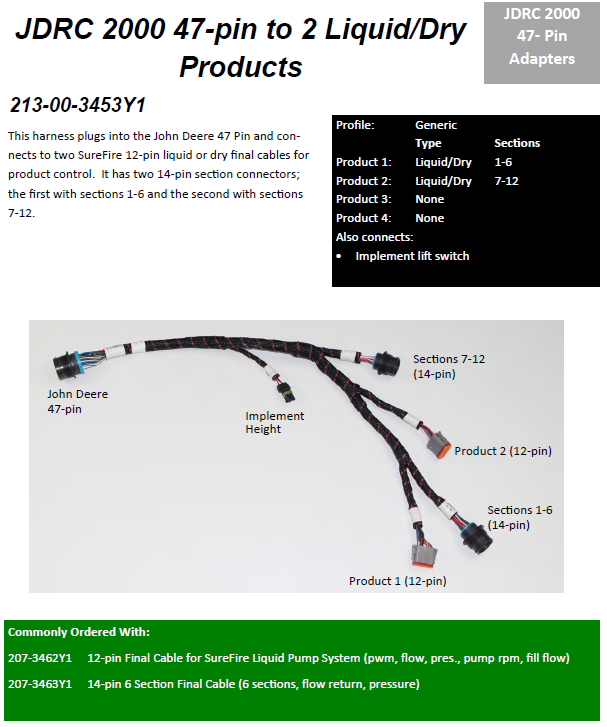 JDRC 2000 47-pin to 2 Liquid/Dry
Products
JDRC 2000
47- Pin
Adapters
213-00-3453Y1
This harness plugs into the John Deere 47 Pin and con-
nects to two SureFire 12-pin liquid or dry final cables for
product control.  It has two 14-pin section connectors;
the first with sections 1-6 and the second with sections
7-12.
Profile: Generic
Type Sections
Product 1: Liquid/Dry 1-6
Product 2: Liquid/Dry 7-12
Product 3: None
Product 4: None
Also connects:
• Implement lift switch
Sections 7-12
(14-pin)
John Deere
47-pin
Implement
Height
Product 2 (12-pin)
Sections 1-6
(14-pin)
Product 1 (12-pin)
Commonly Ordered With:
207-3462Y1 12-pin Final Cable for SureFire Liquid Pump System (pwm, flow, pres., pump rpm, fill flow)
207-3463Y1 14-pin 6 Section Final Cable (6 sections, flow return, pressure)